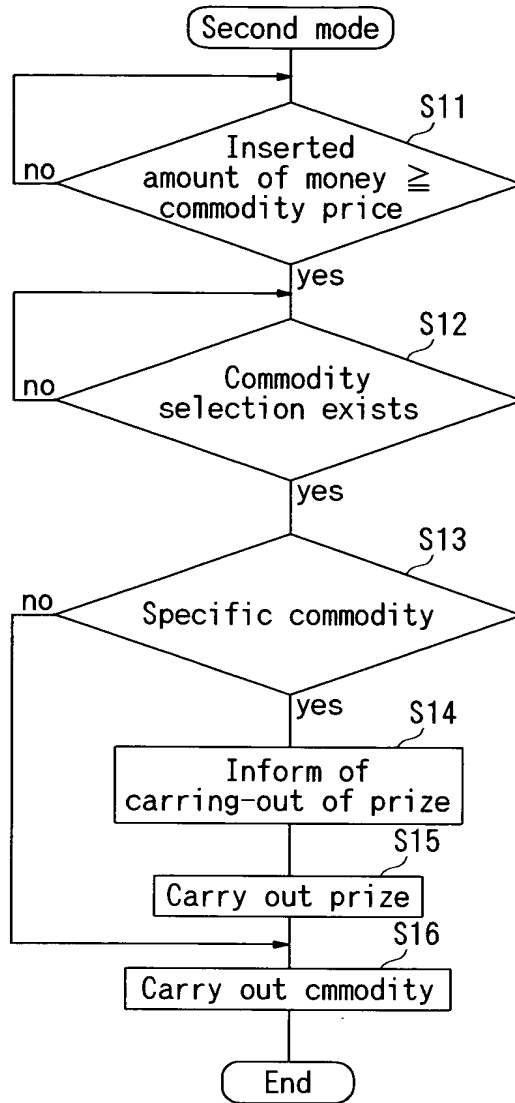 Second mode
S11
Inserted
amount of money ≧
commodity price
no
yes
S12
Commodity
selection exists
no
yes
S13
Specific commodity
no
yes
S14
Inform of
carring-out of prize
S15
Carry out prize
S16
Carry out cmmodity
End